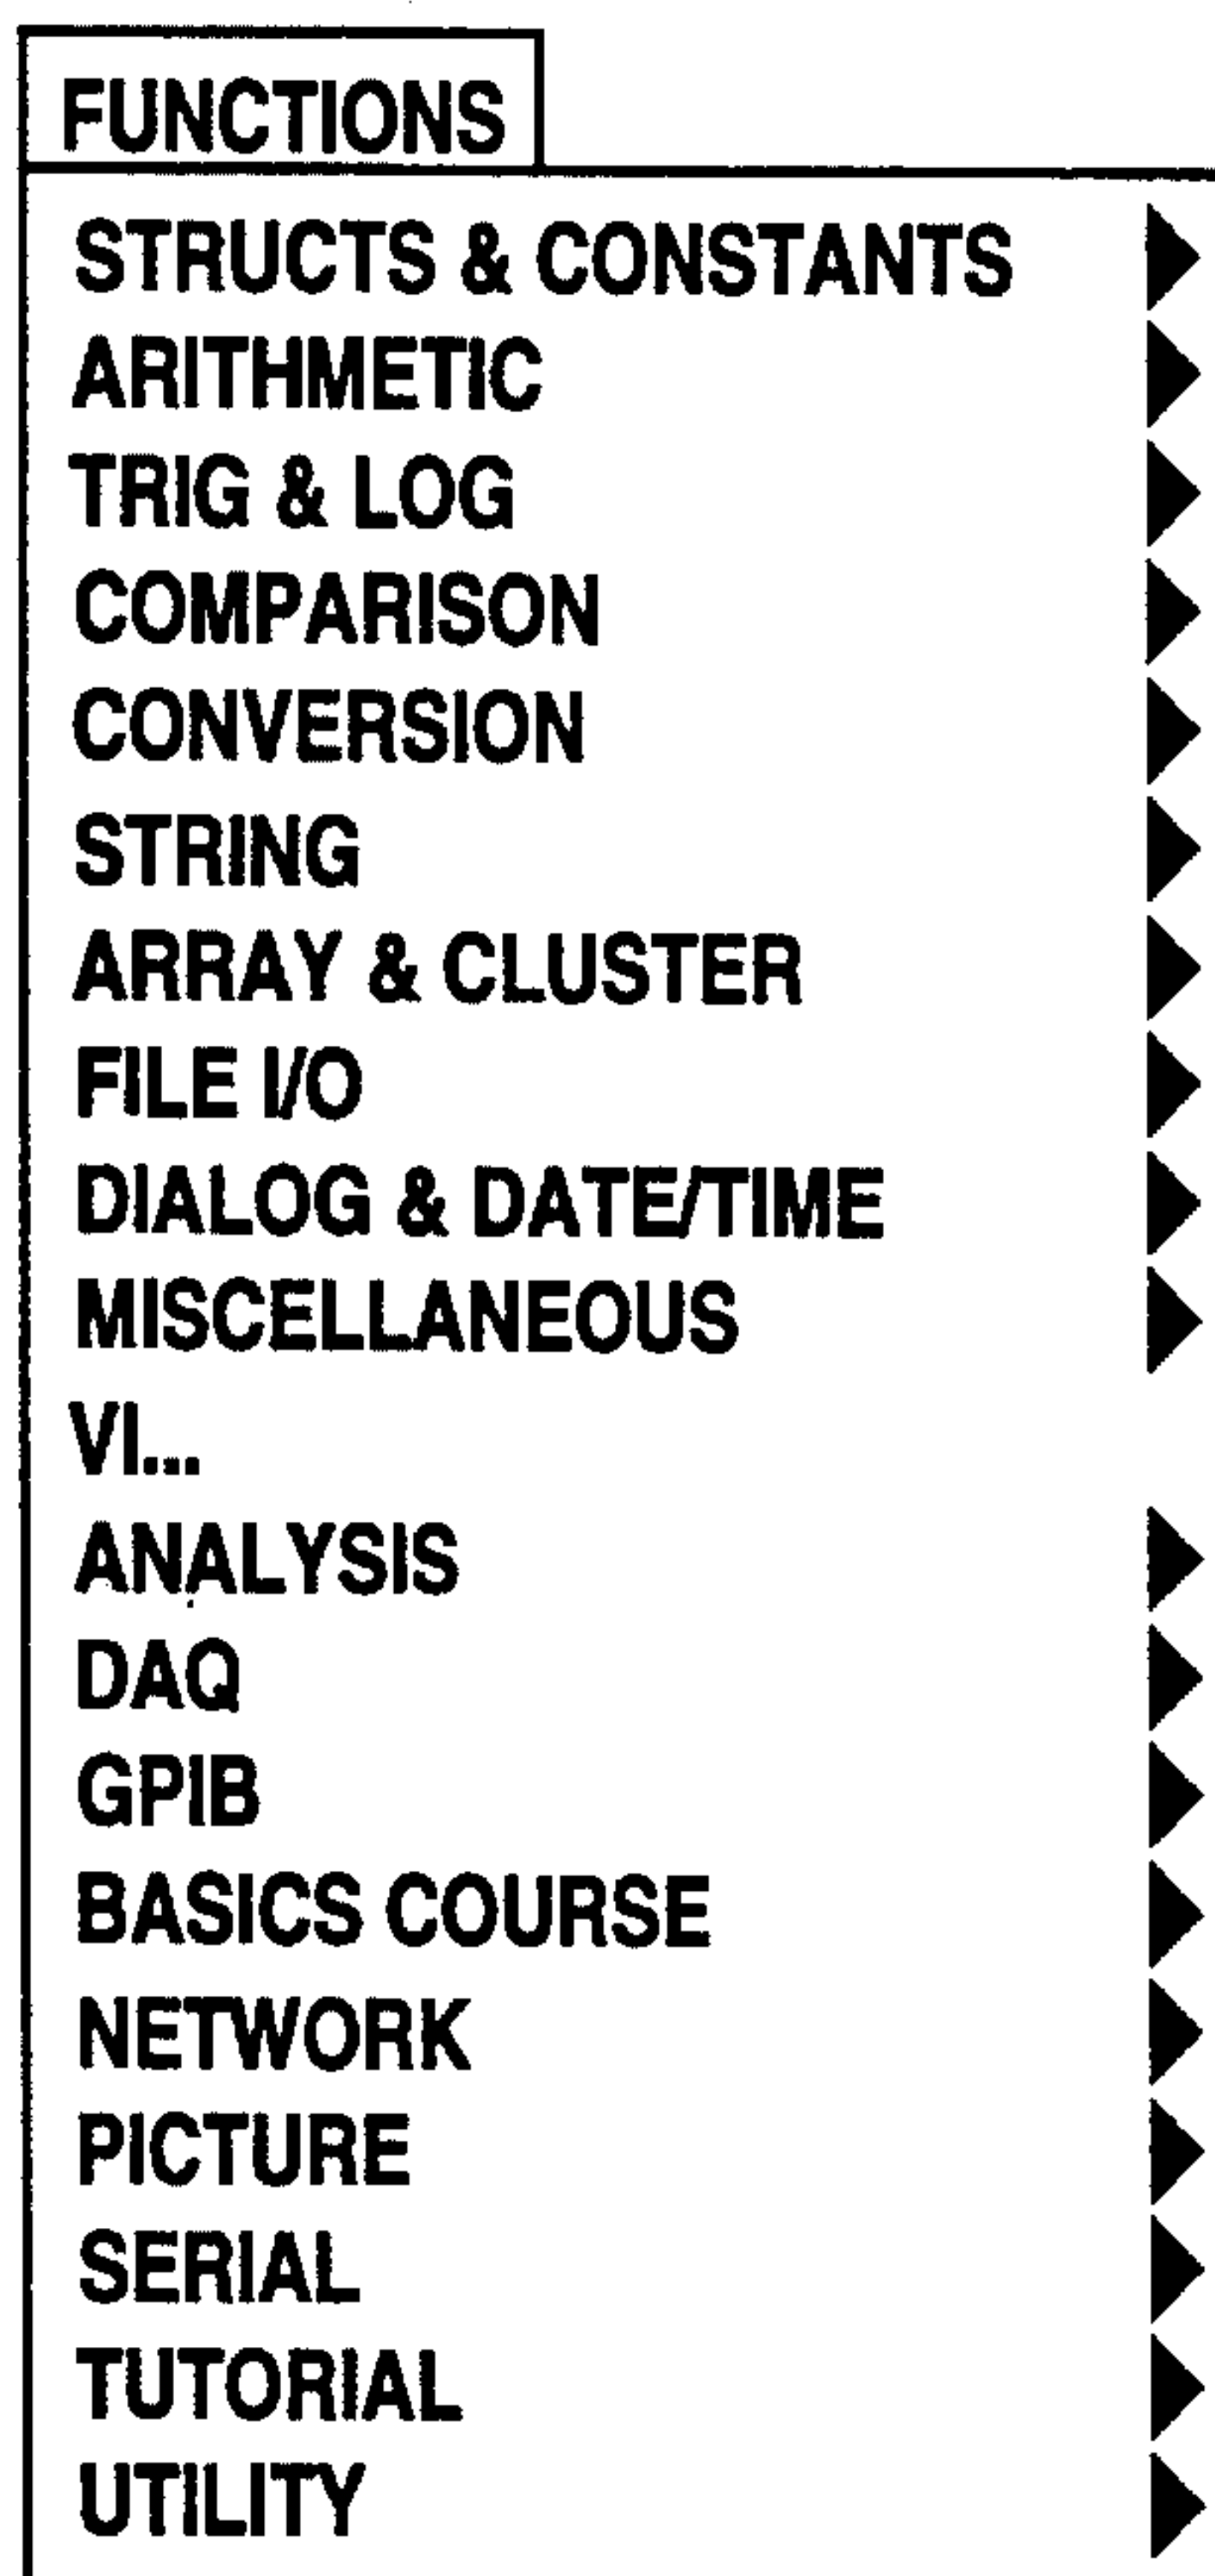 FUNCTIONS
STRUCTS & CONSTANTS
ARITHMETIC
TRIG & LOG
COMPARISON
CONVERSION
STRING
ARRAY & CLUSTER
FILE I/O
DIALOG & DATE/TIME
MISCELLANEOUS
VI...
ANALYSIS
DAQ
GPIB
BASICS COURSE
NETWORK
PICTURE
SERIAL
TUTORIAL
UTILITY